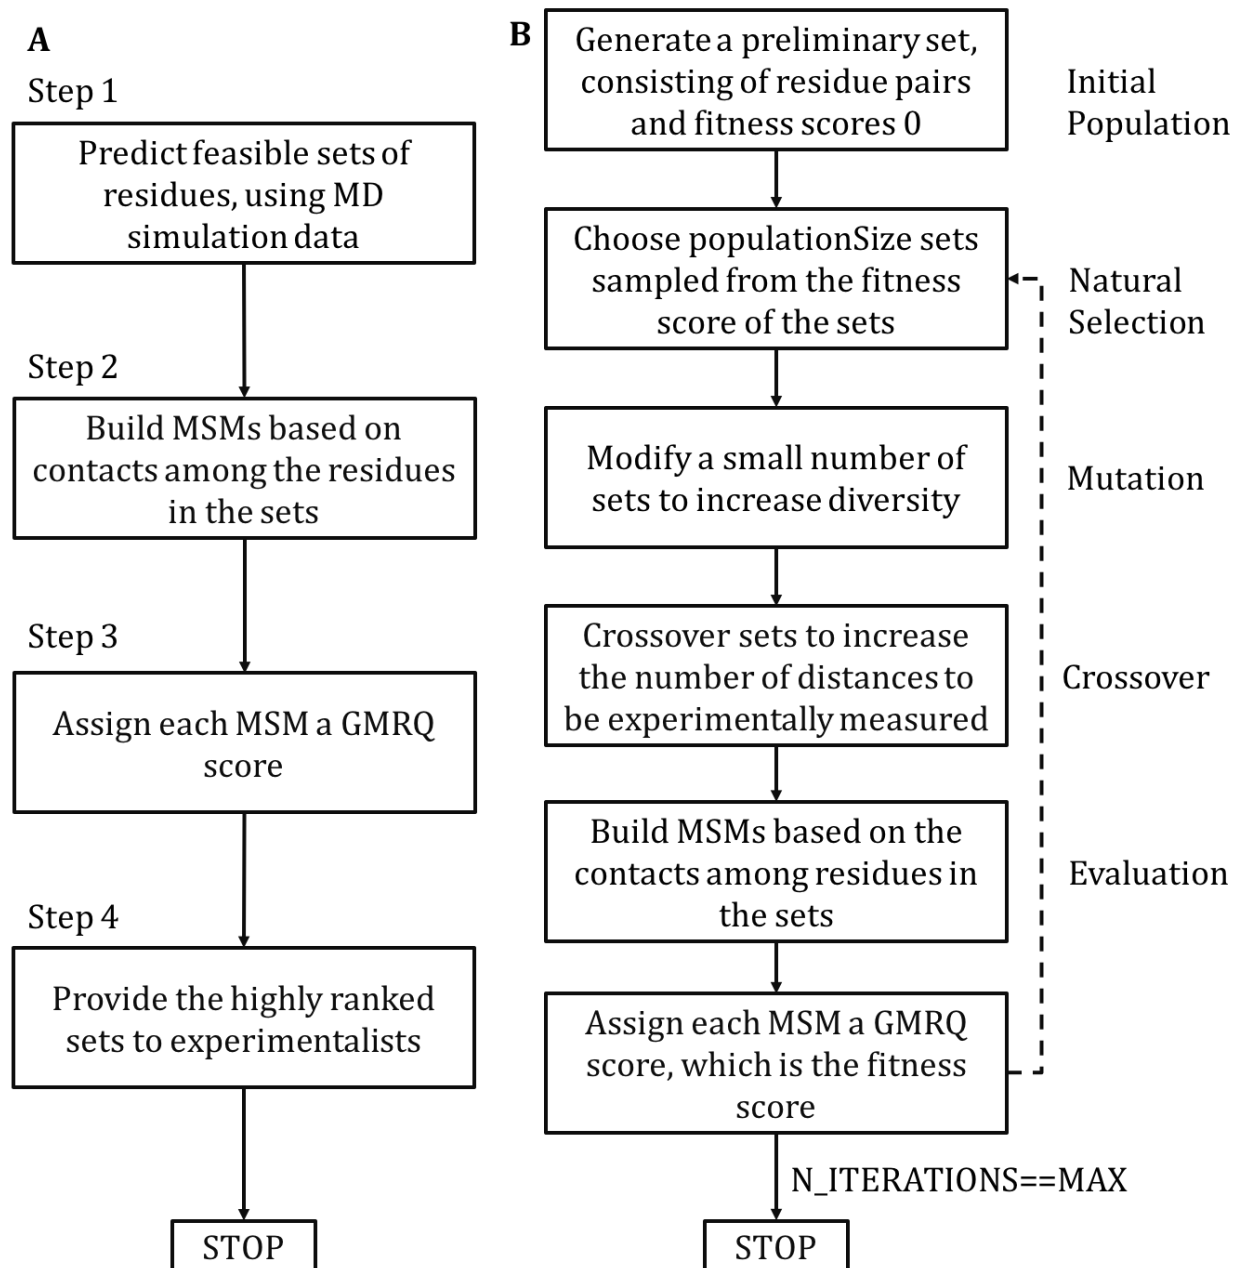 A
Step 1
Predict feasible sets of
residues, using MD
simulation data
Step 2
Build MSMs based on
contacts among the residues
in the sets
Step 3
Assign each MSM a GMRQ
score
Step 4
Provide the highly ranked
sets to experimentalists
STOP
B
Generate a preliminary set,
consisting of residue pairs
and fitness scores 0
Initial
Population
Choose populationSize sets
sampled from the fitness
score of the sets
Natural
Selection
Modify a small number of
sets to increase diversity
Mutation
Crossover sets to increase
the number of distances to
be experimentally measured
Crossover
Build MSMs based on the
contacts among residues in
the sets
Evaluation
Assign each MSM a GMRQ
score, which is the fitness
score
N_ITERATIONS==MAX
STOP